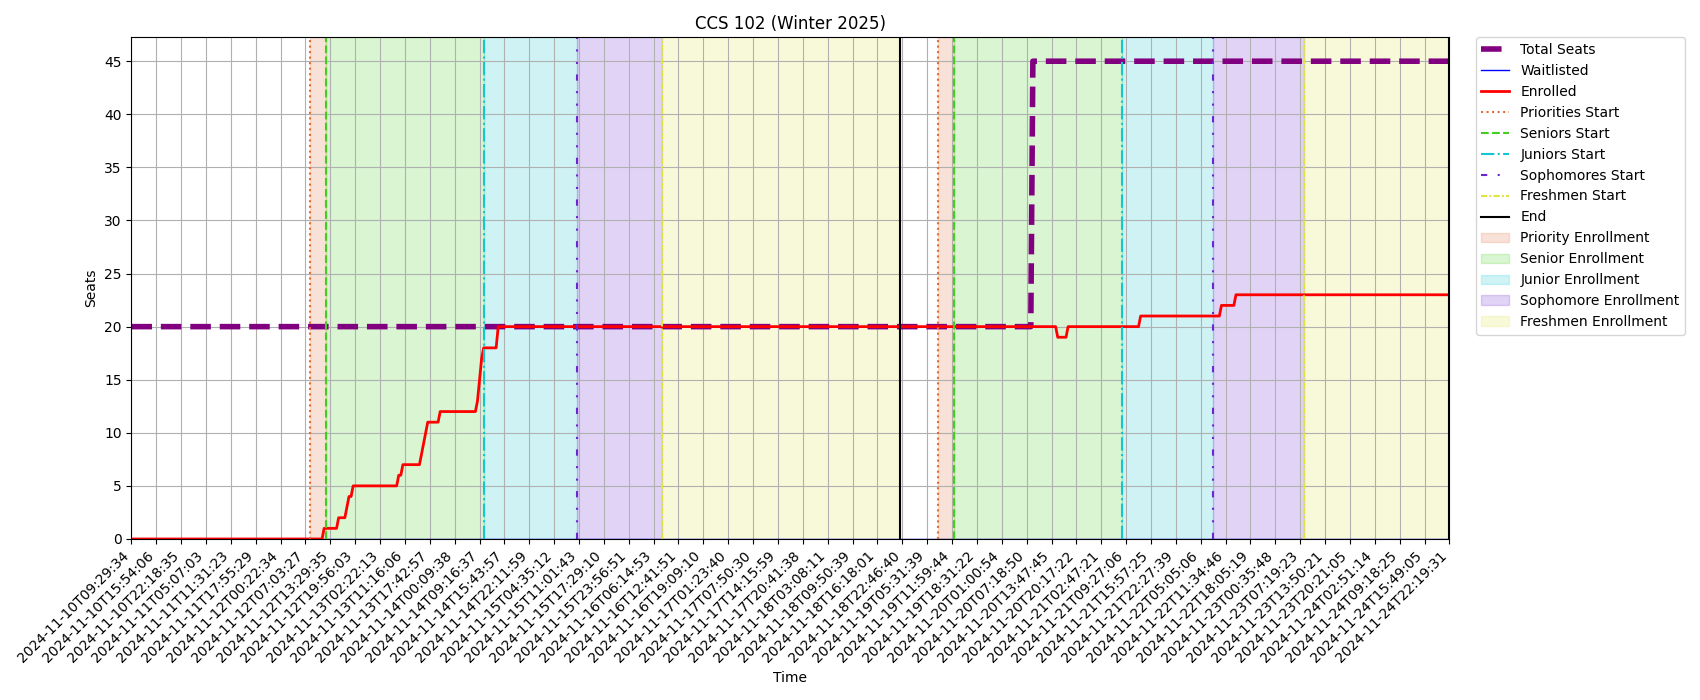 CCS 102 (Winter 2025)
Seats
45
40
35
30
25
20
15
10
5
0
2024-11-10T09:29:34
2024-11-10T15:54:06
2024-11-10T22:18:35
2024-11-11T05:07:03
2024-11-11T11:31:23
2024-11-11T17:55:29
2024-11-12T00:22:34
2024-11-12T07:03:27
2024-11-12T13:29:35
2024-11-12T19:56:03
2024-11-13T02:22:13
2024-11-13T11:16:06
2024-11-13T17:42:57
2024-11-14T00:09:38
2024-11-14T09:16:37
2024-11-14T15:43:57
2024-11-14T22:11:59
2024-11-15T04:35:12
2024-11-15T11:01:43
2024-11-15T17:29:10
2024-11-15T23:56:51
2024-11-16T06:14:53
2024-11-16T12:41:51
2024-11-16T19:09:10
2024-11-17T01:23:40
2024-11-17T07:50:30
2024-11-17T14:15:59
2024-11-17T20:41:38
2024-11-18T03:08:11
2024-11-18T09:50:39
2024-11-18T16:18:01
2024-11-18T22:46:40
2024-11-19T05:31:39
2024-11-19T11:59:44
2024-11-19T18:31:22
2024-11-20T01:00:54
2024-11-20T07:18:50
2024-11-20T13:47:45
2024-11-20T20:17:22
2024-11-21T02:47:21
2024-11-21T09:27:06
2024-11-21T15:57:25
2024-11-21T22:27:39
2024-11-22T05:05:06
2024-11-22T11:34:46
2024-11-22T18:05:19
2024-11-23T00:35:48
2024-11-23T07:19:23
2024-11-23T13:50:21
2024-11-23T20:21:05
2024-11-24T02:51:14
2024-11-24T09:18:25
2024-11-24T15:49:05
2024-11-24T22:19:31
Time
Total Seats
Waitlisted
Enrolled
Priorities Start
Seniors Start
Juniors Start
Sophomores Start
Freshmen Start
End
Priority Enrollment
Senior Enrollment
Junior Enrollment
Sophomore Enrollment
Freshmen Enrollment